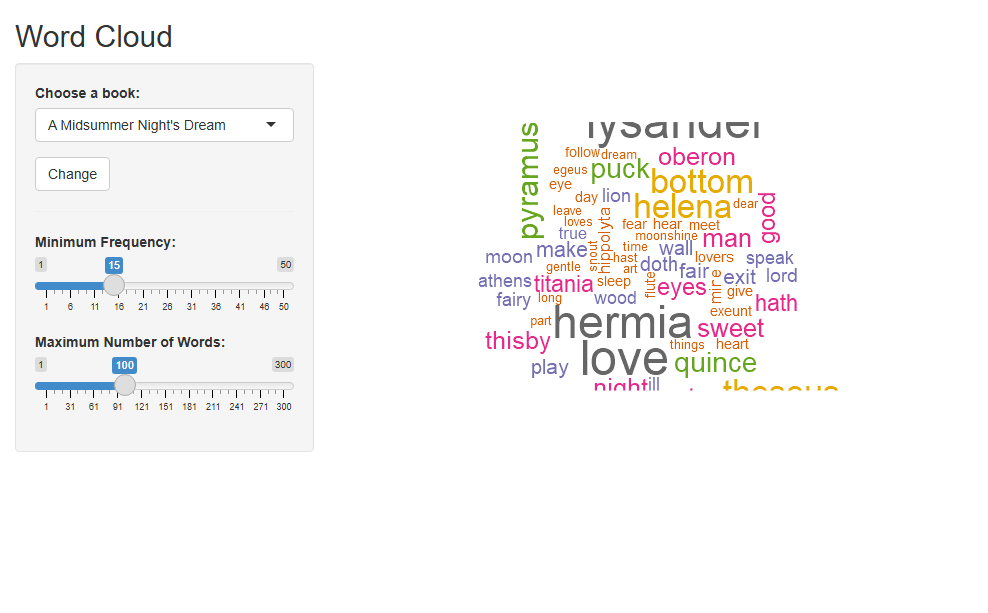 Word Cloud
Choose a book:
A Midsummer Night's Dream
Change
Minimum Frequency:
1 15 50
1 6 11 16 21 26 31 36 41 46 50
Maximum Number of Words:
1 100 300
1 31 61 91 121 151 181 211 241 271 300
lysander
pyramus
follow dream
oberon
egeus puck
eye bottom
day lion
helena dear
good
leave
loves
hippolyta
fear hear meet
true moonshine man
make time wall
moon snout hast lovers speak
gentle art doth fair
athens titania sleep flute eyes mire exit lord
fairy long wood give hath
part hermia exeunt
sweet
thisby love things heart
play quince
night ill theseus